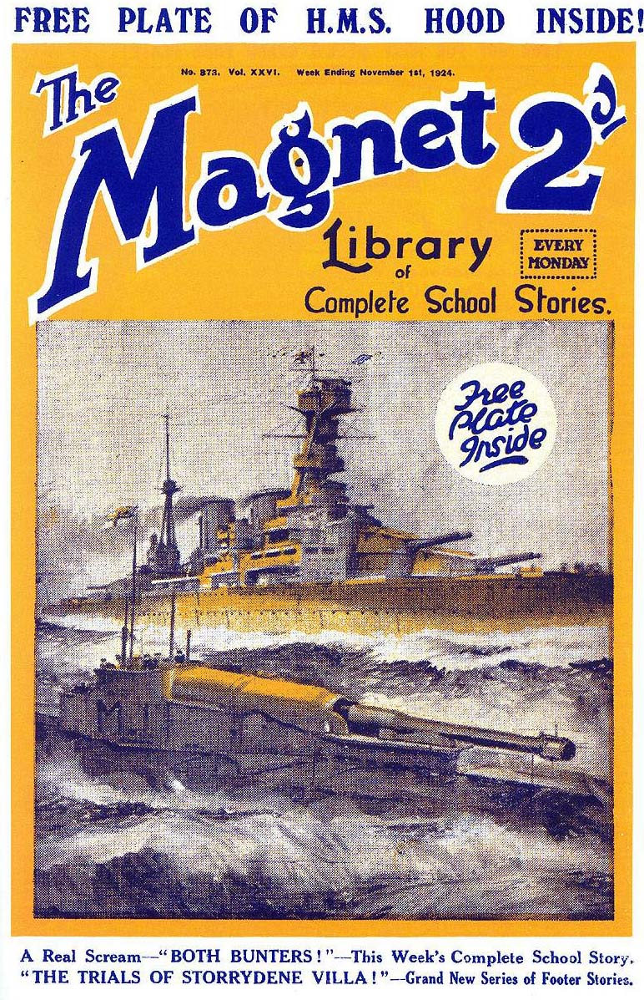 FREE PLATE OF H.M.S. HOOD INSIDE!
No. 873. Vol. XXVI. Week Ending November 1st, 1924.
The
Magnet 2d
Library
of
Complete School Stories.
EVERY
MONDAY
Free
Plate
Inside
M 1
A Real Scream—"BOTH BUNTERS!"—This Week's Complete School Story.
"THE TRIALS OF STORRYDENE VILLA!"—Grand New Series of Footer Stories.